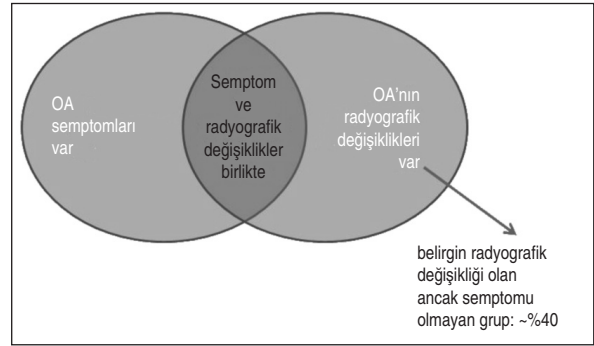 OA
semptomları
var
Semptom
ve
radyografik
değişiklikler
birlikte
OA'nın
radyografik
değişiklikleri
var
belirgin radyografik
değişikliği olan
ancak semptomu
olmayan grup: ~%40